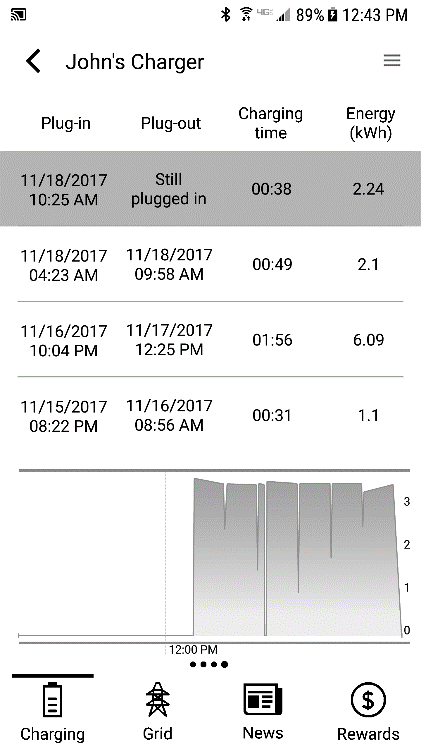 4G 89% 12:43 PM
John's Charger
Plug-in Plug-out Charging time Energy (kWh)
11/18/2017 10:25 AM Still plugged in 00:38 2.24
11/18/2017 04:23 AM 11/18/2017 09:58 AM 00:49 2.1
11/16/2017 10:04 PM 11/17/2017 12:25 PM 01:56 6.09
11/15/2017 08:22 PM 11/16/2017 08:56 AM 00:31 1.1
3
2
1
0
12:00 PM
Charging Grid News Rewards